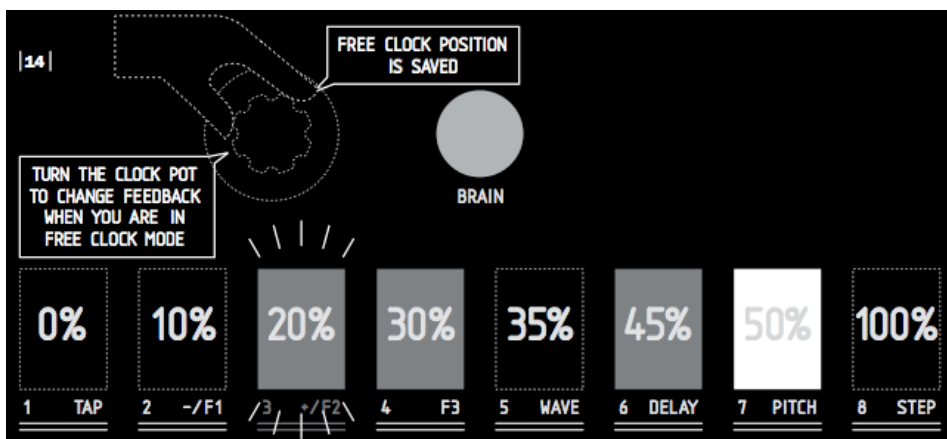 |14|
FREE CLOCK POSITION
IS SAVED
TURN THE CLOCK POT
TO CHANGE FEEDBACK
WHEN YOU ARE IN
FREE CLOCK MODE
BRAIN
0% 10% 20% 30% 35% 45% 50% 100%
1 TAP 2 -/F1 3 +/F2 4 F3 5 WAVE 6 DELAY 7 PITCH 8 STEP